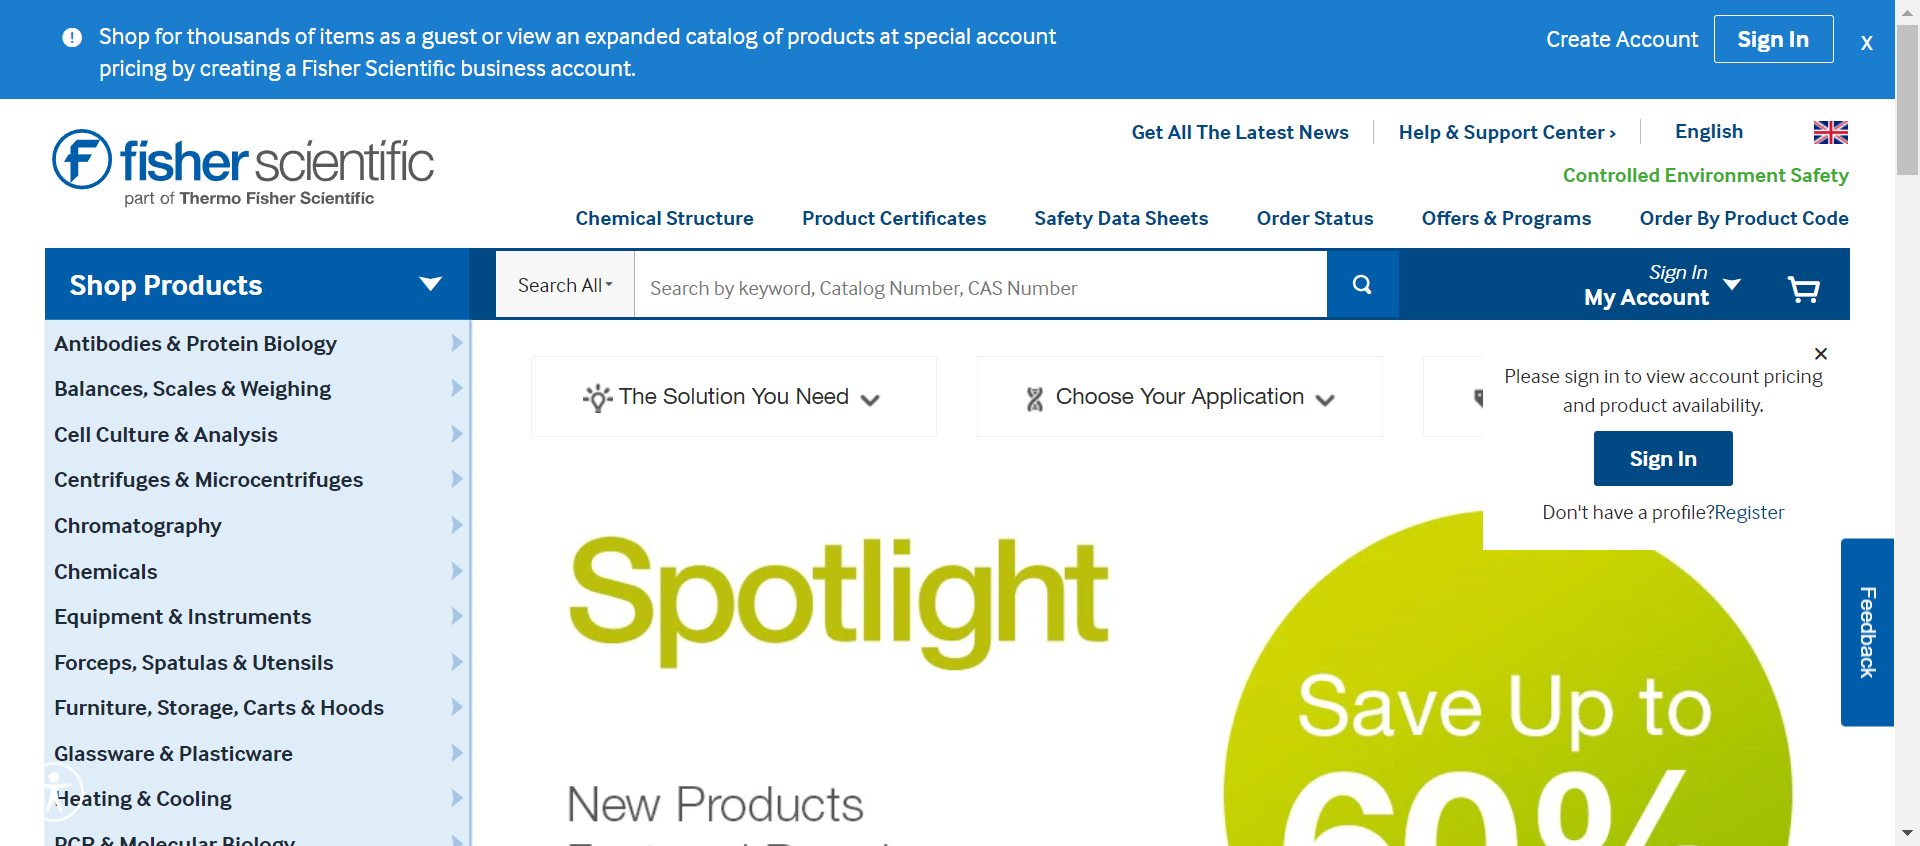 Shop for thousands of items as a guest or view an expanded catalog of products at special account
pricing by creating a Fisher Scientific business account.
Create Account
Sign In
X
fisher scientific
part of Thermo Fisher Scientific
Get All The Latest News
Help & Support Center ›
English
Controlled Environment Safety
Chemical Structure
Product Certificates
Safety Data Sheets
Order Status
Offers & Programs
Order By Product Code
Shop Products
Search All
Search by keyword, Catalog Number, CAS Number
Sign In
My Account
Antibodies & Protein Biology
Balances, Scales & Weighing
Cell Culture & Analysis
Centrifuges & Microcentrifuges
Chromatography
Chemicals
Equipment & Instruments
Forceps, Spatulas & Utensils
Furniture, Storage, Carts & Hoods
Glassware & Plasticware
Heating & Cooling
PCR & Molecular Biology
The Solution You Need
Choose Your Application
Please sign in to view account pricing
and product availability.
Sign In
Don't have a profile?Register
Spotlight
Save Up to
60%
New Products
Feedback